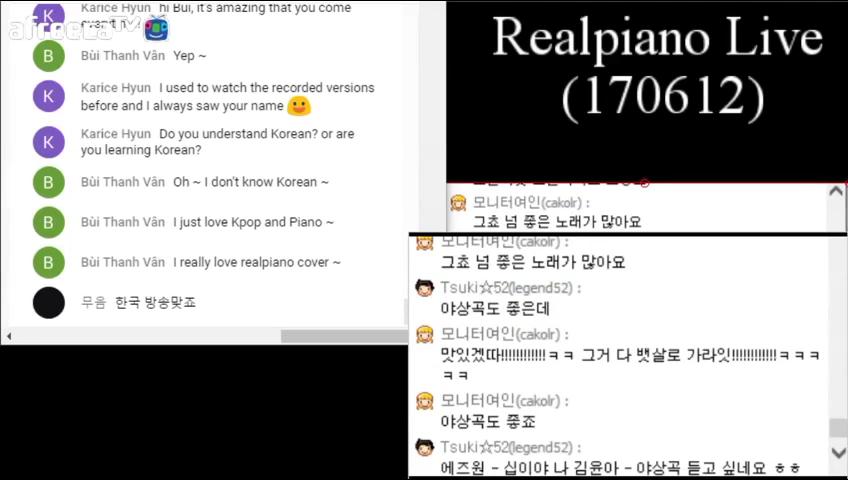 Karice Hyun hi Bui, it's amazing that you come
afreecaTV
B Bùi Thanh Vân Yep ~
K Karice Hyun I used to watch the recorded versions
before and I always saw your name
K Karice Hyun Do you understand Korean? or are
you learning Korean?
B Bùi Thanh Vân Oh ~ I don't know Korean ~
B Bùi Thanh Vân I just love Kpop and Piano ~
B Bùi Thanh Vân I really love realpiano cover ~
무음 한국 방송맞죠
Realpiano Live
(170612)
모니터여인(cakolr) :
그쵸 넘 좋은 노래가 많아요
모니터여인(cakolr) :
그쵸 넘 좋은 노래가 많아요
Tsuki☆52(legend52) :
야상곡도 좋은데
모니터여인(cakolr) :
맛있겠따!!!!!!!!!!!!ㅋㅋ 그거 다 뱃살로 가라잇!!!!!!!!!!!!ㅋㅋㅋ
ㅋㅋ
모니터여인(cakolr) :
야상곡도 좋죠
Tsuki☆52(legend52) :
에즈원 - 십이야 나 김윤아 - 야상곡 듣고 싶네요 ㅎㅎ